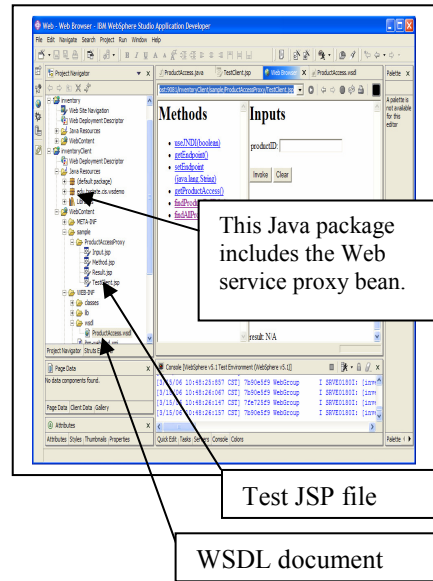 Web - Web Browser - IBM WebSphere Studio Application Developer
File Edit Navigate Search Project Run Window Help
Project Navigator
ProductAccess.java
TestClient.jsp
Web Browser
ProductAccess.wsdl
Palette
inventory
Web Site Navigation
Web Deployment Descriptor
Java Resources
WebContent
inventoryClient
Web Deployment Descriptor
Java Resources
(default package)
WebContent
META-INF
sample
ProductAccessProxy
Input.jsp
Method.jsp
Result.jsp
TestClient.jsp
WEB-INF
classes
lib
wsdl
ProductAccess.wsdl
Project Navigator
Methods
useJNDI(boolean)
getEndpoint()
setEndpoint
(java.lang.String)
getProductAccess()
Inputs
productID:
Invoke Clear
result: N/A
A palette is
not available
for this
editor
This Java package
includes the Web
service proxy bean.
Page Data
No data components found.
Page Data Client Data Gallery
Attributes
Attributes Styles Thumbnails Properties
Console [WebSphere v5.1 Test Environment (WebSphere v5.1)]
Quick Edit Tasks Servers Console Colors
Palette
Test JSP file
WSDL document